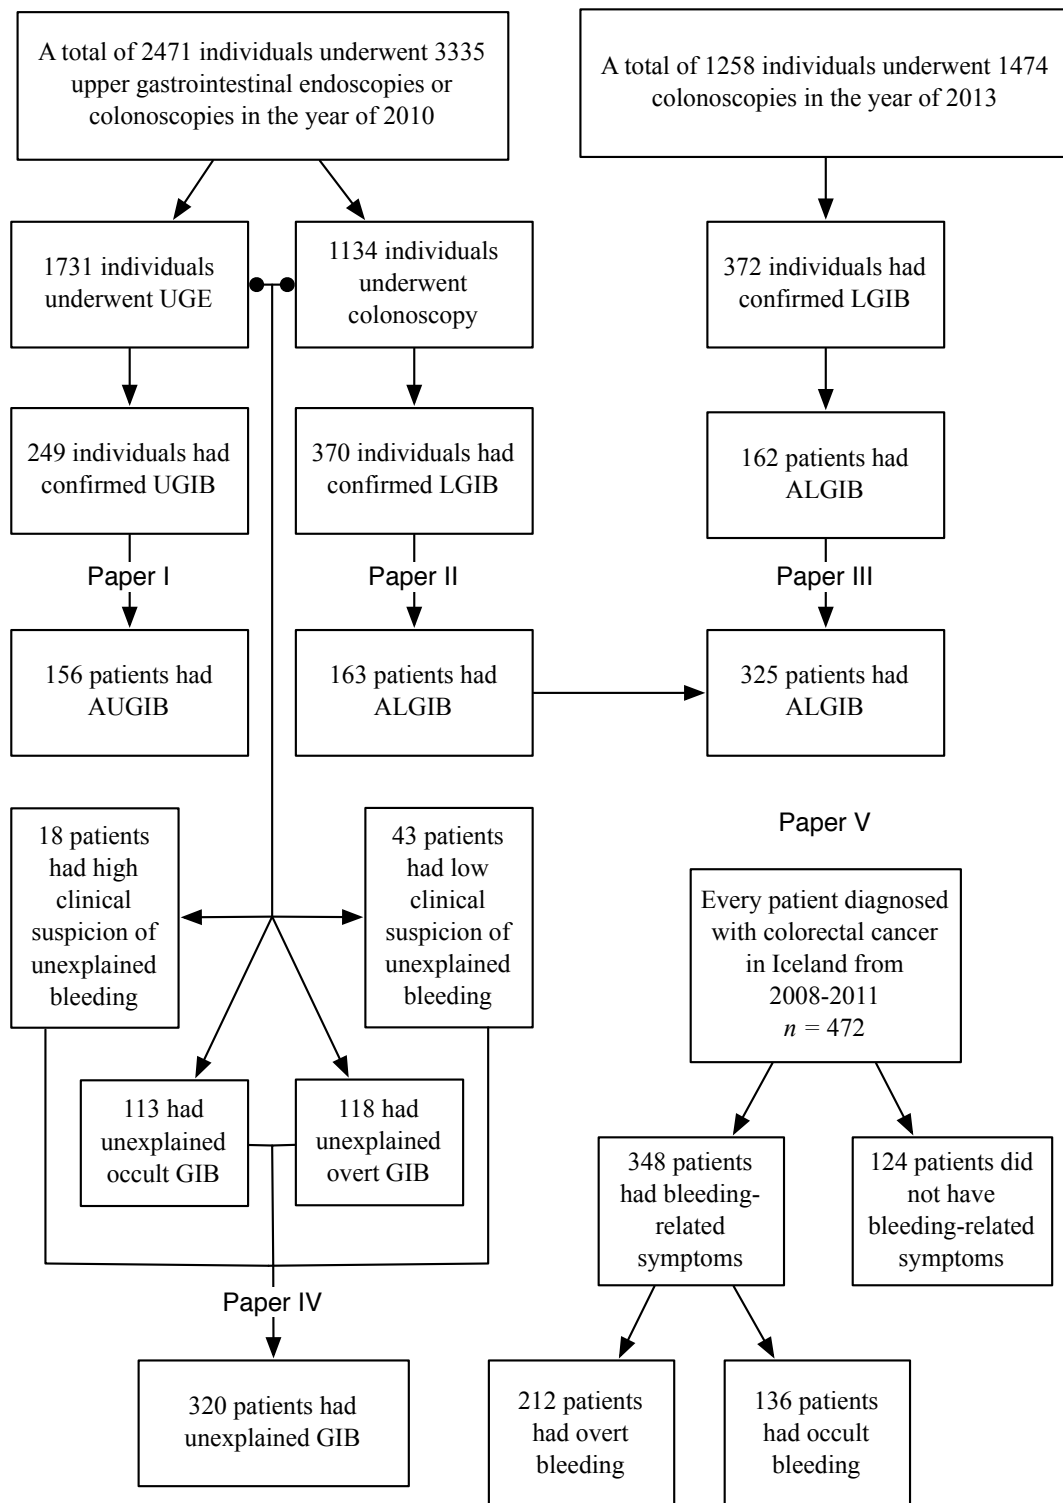 A total of 2471 individuals underwent 3335
upper gastrointestinal endoscopies or
colonoscopies in the year of 2010
A total of 1258 individuals underwent 1474
colonoscopies in the year of 2013
1731 individuals
underwent UGE
1134 individuals
underwent
colonoscopy
372 individuals had
confirmed LGIB
249 individuals had
confirmed UGIB
370 individuals had
confirmed LGIB
162 patients had
ALGIB
Paper I
Paper II
Paper III
156 patients had
AUGIB
163 patients had
ALGIB
325 patients had
ALGIB
18 patients
had high
clinical
suspicion of
unexplained
bleeding
43 patients
had low
clinical
suspicion of
unexplained
bleeding
113 had
unexplained
occult GIB
118 had
unexplained
overt GIB
Paper IV
320 patients had
unexplained GIB
Paper V
Every patient diagnosed
with colorectal cancer
in Iceland from
2008-2011
n = 472
348 patients
had bleeding-
related
symptoms
124 patients did
not have
bleeding-related
symptoms
212 patients
had overt
bleeding
136 patients
had occult
bleeding